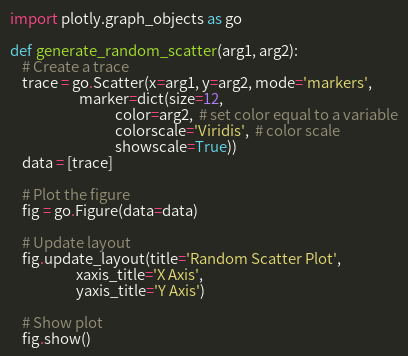 import plotly.graph_objects as go

def generate_random_scatter(arg1, arg2):
    # Create a trace
    trace = go.Scatter(x=arg1, y=arg2, mode='markers',
                       marker=dict(size=12,
                                   color=arg2,  # set color equal to a variable
                                   colorscale='Viridis',  # color scale
                                   showscale=True))
    data = [trace]

    # Plot the figure
    fig = go.Figure(data=data)

    # Update layout
    fig.update_layout(title='Random Scatter Plot',
                      xaxis_title='X Axis',
                      yaxis_title='Y Axis')

    # Show plot
    fig.show()